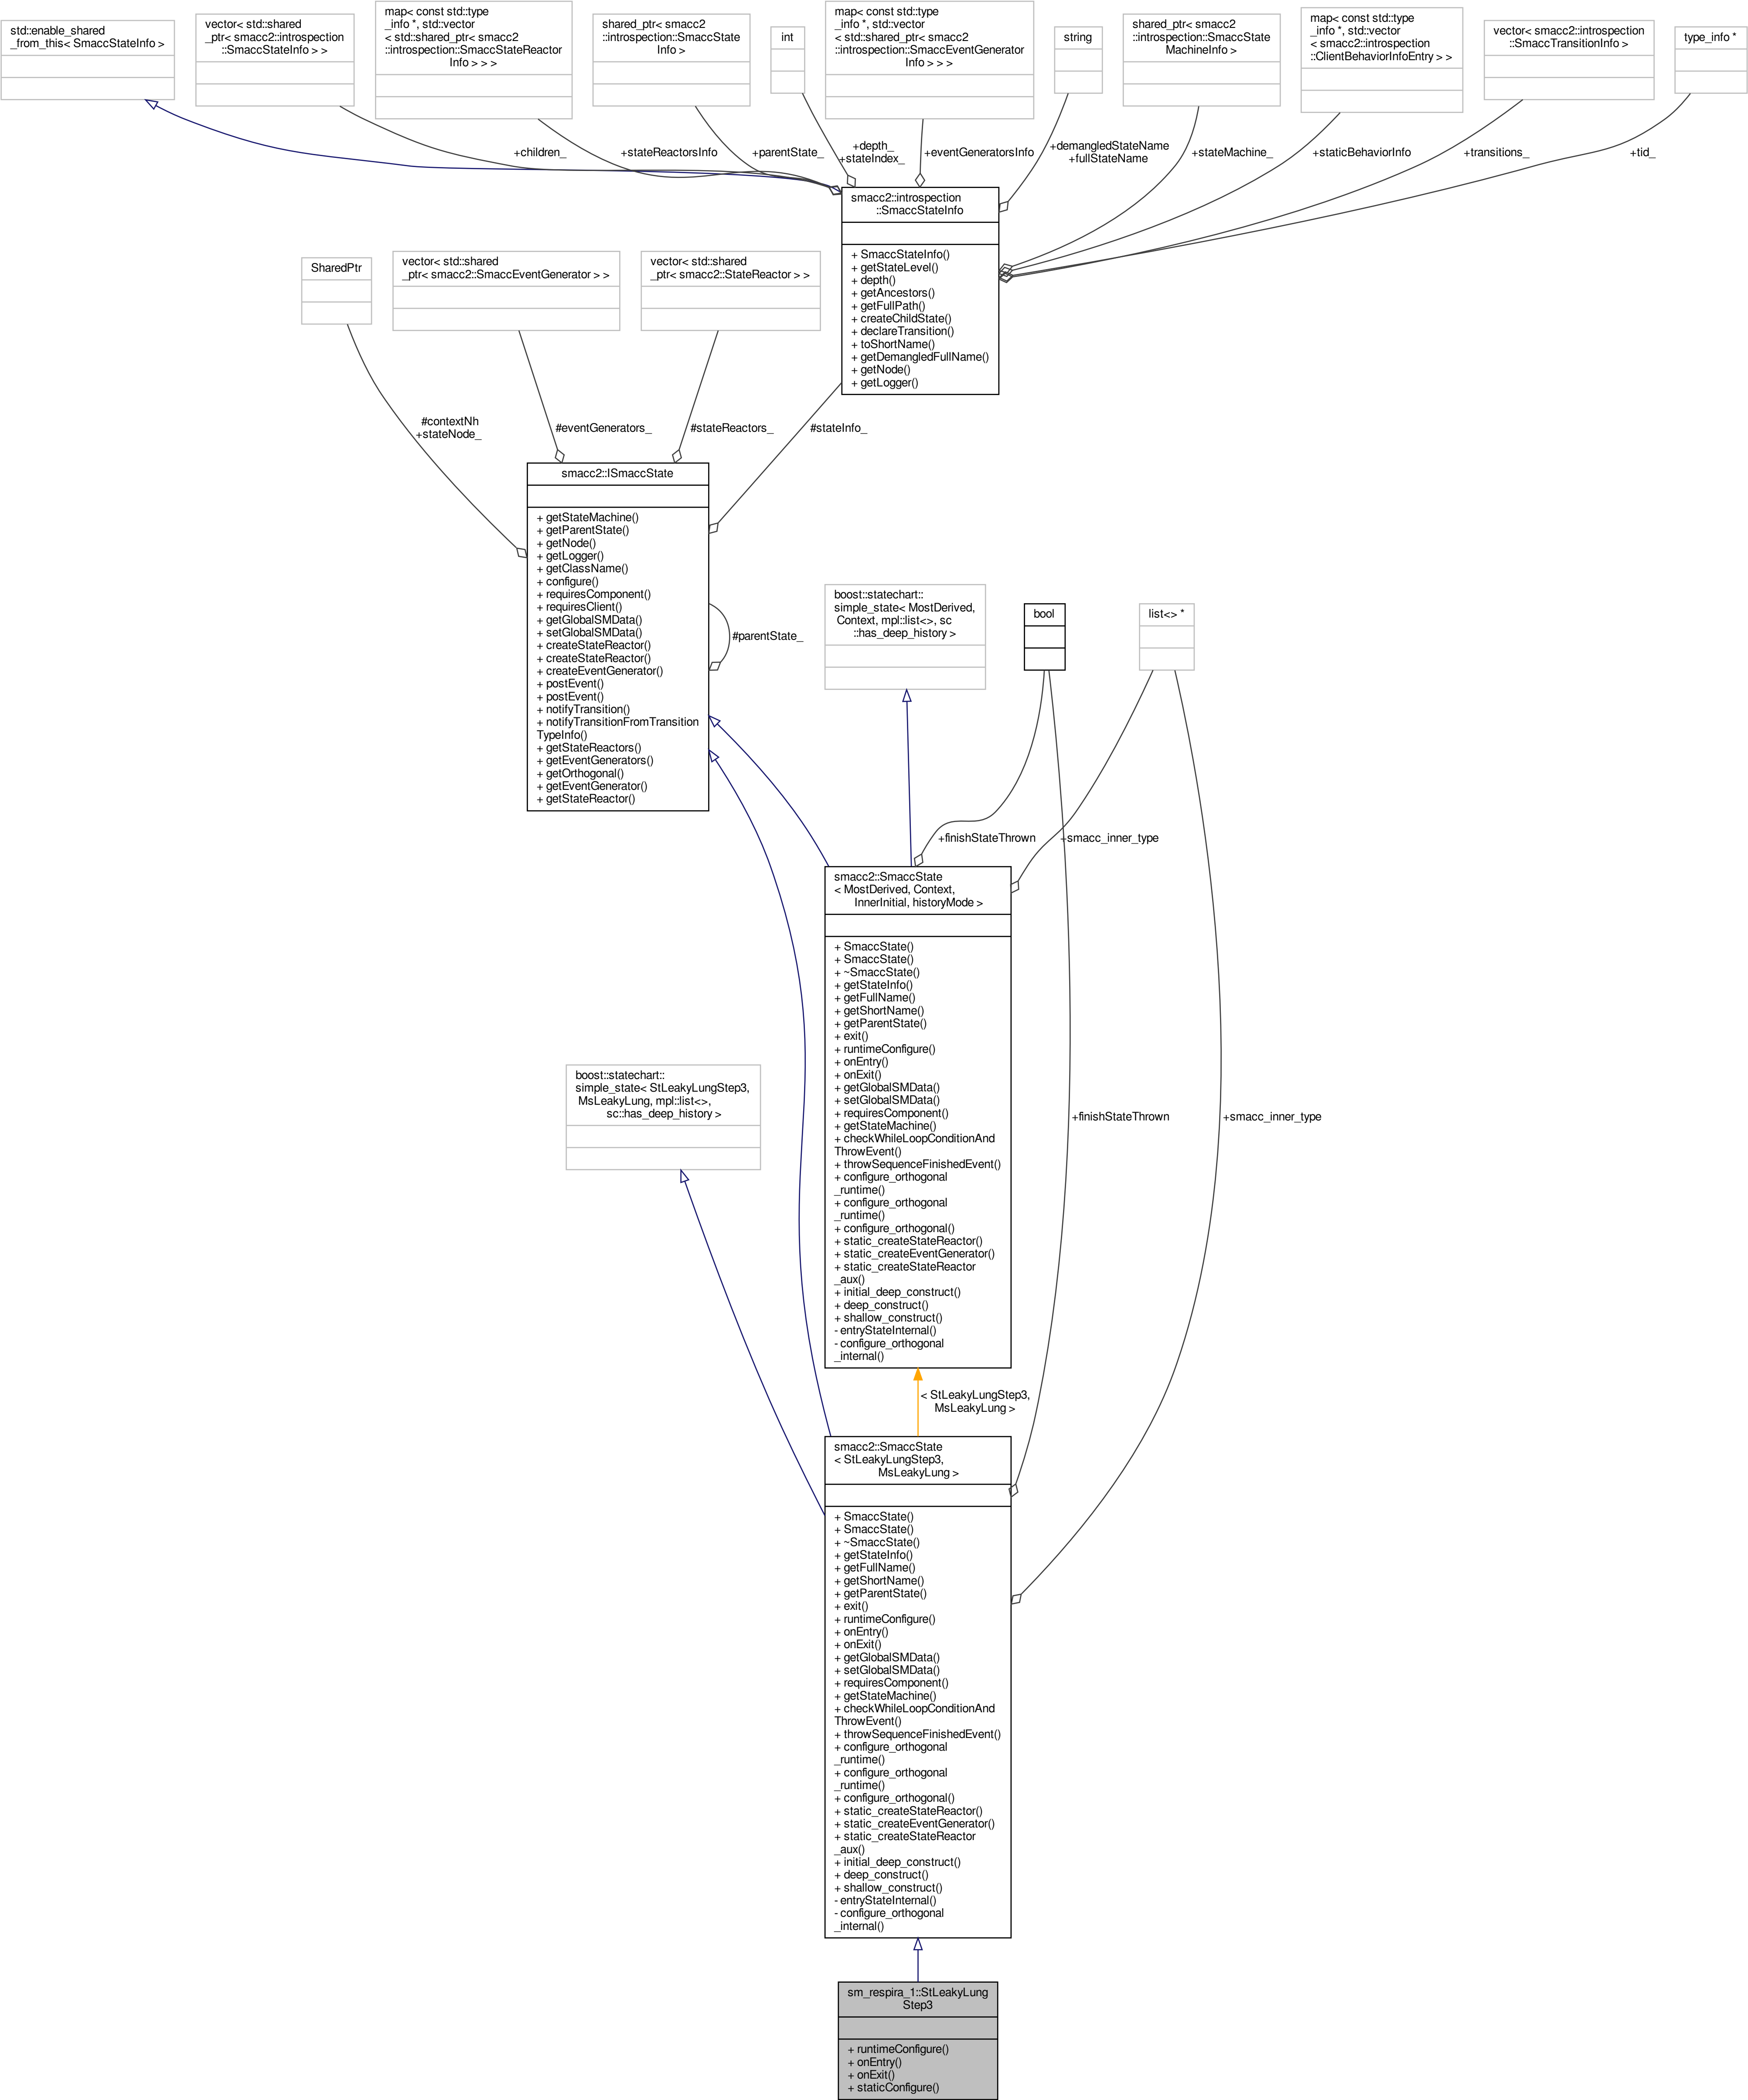 std::enable_shared
_from_this< SmaccStateInfo >
vector< std::shared
_ptr< smacc2::introspection
::SmaccStateInfo > >
map< const std::type
_info *, std::vector
< std::shared_ptr< smacc2
::introspection::SmaccStateReactor
Info > > >
shared_ptr< smacc2
::introspection::SmaccState
Info >
int
map< const std::type
_info *, std::vector
< std::shared_ptr< smacc2
::introspection::SmaccEventGenerator
Info > > >
string
shared_ptr< smacc2
::introspection::SmaccState
MachineInfo >
map< const std::type
_info *, std::vector
< smacc2::introspection
::ClientBehaviorInfoEntry > >
vector< smacc2::introspection
::SmaccTransitionInfo >
type_info *
+children_
+stateReactorsInfo
+parentState_
+depth_
+stateIndex_
+eventGeneratorsInfo
+demangledStateName
+fullStateName
+stateMachine_
+staticBehaviorInfo
+transitions_
+tid_
smacc2::introspection
::SmaccStateInfo
+ SmaccStateInfo()
+ getStateLevel()
+ depth()
+ getAncestors()
+ getFullPath()
+ createChildState()
+ declareTransition()
+ toShortName()
+ getDemangledFullName()
+ getNode()
+ getLogger()
SharedPtr
vector< std::shared
_ptr< smacc2::SmaccEventGenerator > >
vector< std::shared
_ptr< smacc2::StateReactor > >
#contextNh
+stateNode_
#eventGenerators_
#stateReactors_
#stateInfo_
smacc2::ISmaccState
+ getStateMachine()
+ getParentState()
+ getNode()
+ getLogger()
+ getClassName()
+ configure()
+ requiresComponent()
+ requiresClient()
+ getGlobalSMData()
+ setGlobalSMData()
+ createStateReactor()
+ createStateReactor()
+ createEventGenerator()
+ postEvent()
+ postEvent()
+ notifyTransition()
+ notifyTransitionFromTransition
TypeInfo()
+ getStateReactors()
+ getEventGenerators()
+ getOrthogonal()
+ getEventGenerator()
+ getStateReactor()
#parentState_
boost::statechart::
simple_state< MostDerived,
Context, mpl::list<>, sc
::has_deep_history >
bool
list<> *
+finishStateThrown
+smacc_inner_type
smacc2::SmaccState
< MostDerived, Context,
InnerInitial, historyMode >
+ SmaccState()
+ SmaccState()
+ ~SmaccState()
+ getStateInfo()
+ getFullName()
+ getShortName()
+ getParentState()
+ exit()
+ runtimeConfigure()
+ onEntry()
+ onExit()
+ getGlobalSMData()
+ setGlobalSMData()
+ requiresComponent()
+ getStateMachine()
+ checkWhileLoopConditionAnd
ThrowEvent()
+ throwSequenceFinishedEvent()
+ configure_orthogonal
_runtime()
+ configure_orthogonal
_runtime()
+ configure_orthogonal()
+ static_createStateReactor()
+ static_createEventGenerator()
+ static_createStateReactor
_aux()
+ initial_deep_construct()
+ deep_construct()
+ shallow_construct()
- entryStateInternal()
- configure_orthogonal
_internal()
boost::statechart::
simple_state< StLeakyLungStep3,
MsLeakyLung, mpl::list<>,
sc::has_deep_history >
+finishStateThrown
+smacc_inner_type
< StLeakyLungStep3,
MsLeakyLung >
smacc2::SmaccState
< StLeakyLungStep3,
MsLeakyLung >
+ SmaccState()
+ SmaccState()
+ ~SmaccState()
+ getStateInfo()
+ getFullName()
+ getShortName()
+ getParentState()
+ exit()
+ runtimeConfigure()
+ onEntry()
+ onExit()
+ getGlobalSMData()
+ setGlobalSMData()
+ requiresComponent()
+ getStateMachine()
+ checkWhileLoopConditionAnd
ThrowEvent()
+ throwSequenceFinishedEvent()
+ configure_orthogonal
_runtime()
+ configure_orthogonal
_runtime()
+ configure_orthogonal()
+ static_createStateReactor()
+ static_createEventGenerator()
+ static_createStateReactor
_aux()
+ initial_deep_construct()
+ deep_construct()
+ shallow_construct()
- entryStateInternal()
- configure_orthogonal
_internal()
sm_respira_1::StLeakyLung
Step3
+ runtimeConfigure()
+ onEntry()
+ onExit()
+ staticConfigure()